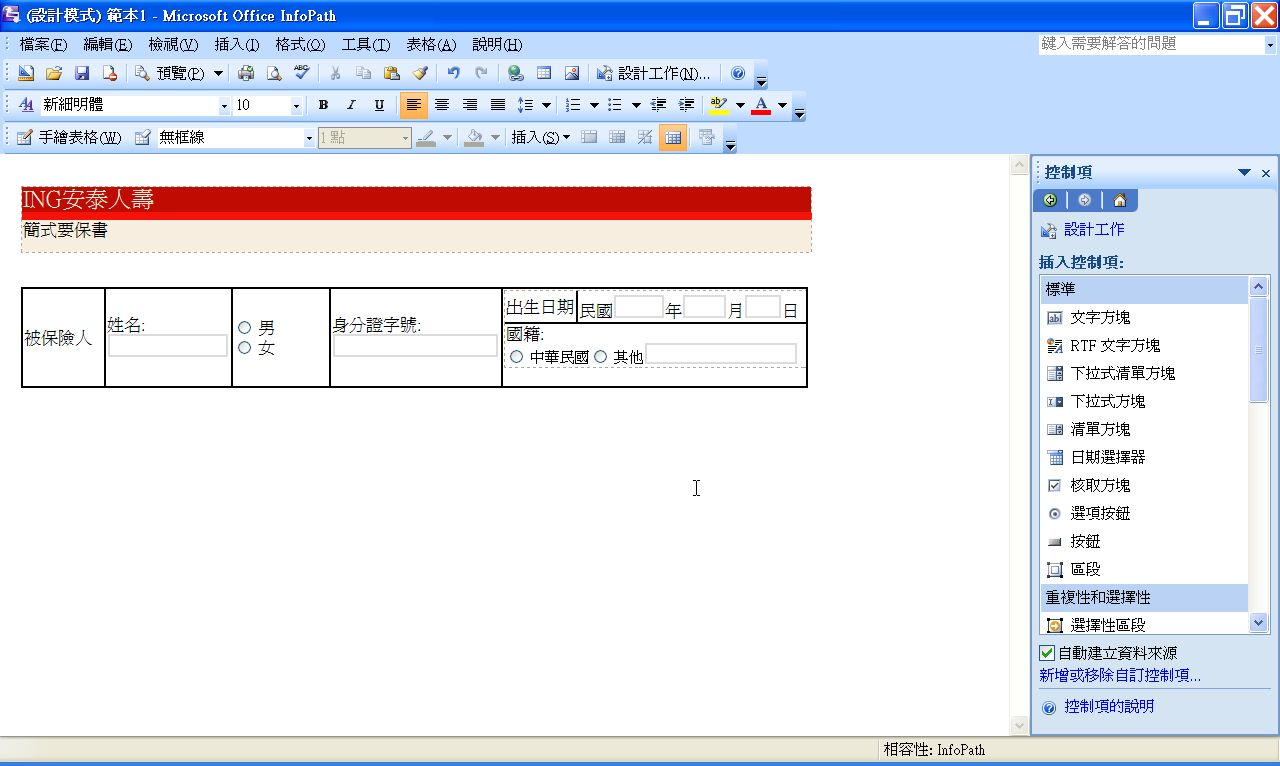 (設計模式) 範本1 - Microsoft Office InfoPath
檔案(F) 編輯(E) 檢視(V) 插入(I) 格式(O) 工具(T) 表格(A) 說明(H)
鍵入需要解答的問題
預覽(P) 設計工作(N)...
新細明體 10 B I U
手繪表格(W) 無框線 1 點 插入(S)
ING安泰人壽
簡式要保書
被保險人
姓名:
男
女
身分證字號:
出生日期 民國 年 月 日
國籍:
中華民國 其他
控制項
設計工作
插入控制項:
標準
文字方塊
RTF 文字方塊
下拉式清單方塊
下拉式方塊
清單方塊
日期選擇器
核取方塊
選項按鈕
按鈕
區段
重複性和選擇性
選擇性區段
自動建立資料來源
新增或移除自訂控制項...
控制項的說明
相容性: InfoPath